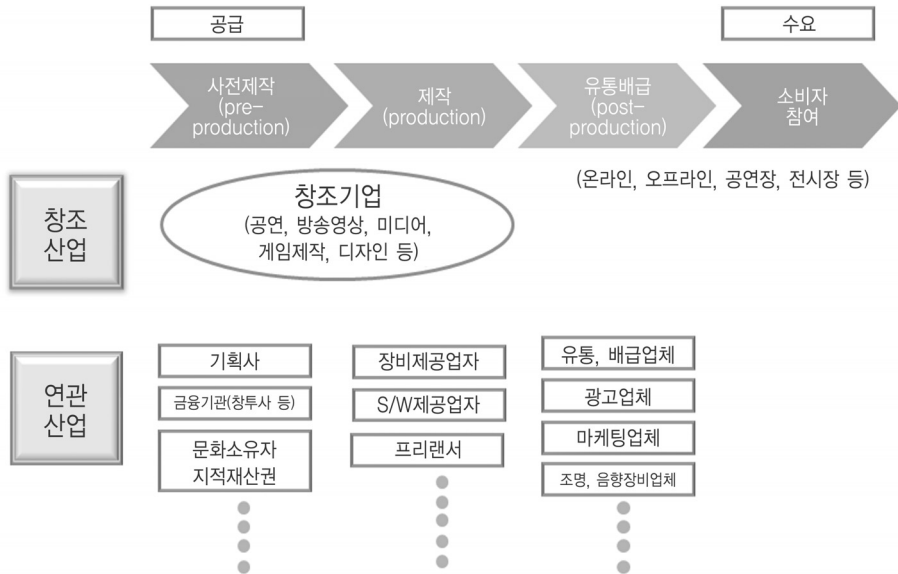 공급
수요
사전제작
(pre-
production)
제작
(production)
유통배급
(post-
production)
소비자
참여
창조
산업
창조기업
(공연, 방송영상, 미디어,
게임제작, 디자인 등)
(온라인, 오프라인, 공연장, 전시장 등)
연관
산업
기획사
금융기관(창투사 등)
문화소유자
지적재산권
장비제공업자
S/W제공업자
프리랜서
유통, 배급업체
광고업체
마케팅업체
조명, 음향장비업체